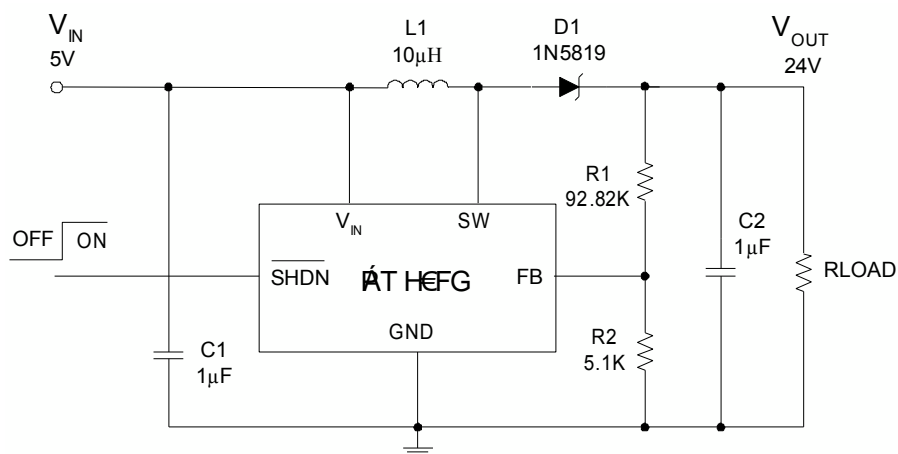 V_IN
5V
L1
10μH
D1
1N5819
V_OUT
24V
R1
92.82K
C2
1μF
RLOAD
OFF
ON
V_IN
SW
SHDN
FB
GND
R2
5.1K
C1
1μF